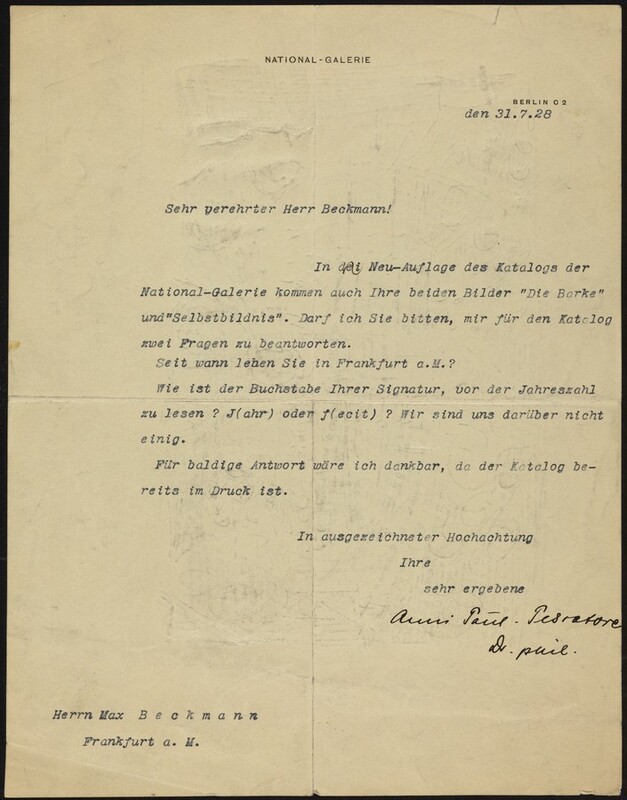 NATIONAL-GALERIE
BERLIN C 2
den 31.7.28
Sehr verehrter Herr Beckmann!
In Neu-Auflage des Katalogs der
National-Galerie kommen auch Ihre beiden Bilder "Die Barke"
und"Selbstbildnis". Darf ich Sie bitten, mir für den Katalog
zwei Fragen zu beantworten.
Seit wann leben Sie in Frankfurt a.M.?
Wie ist der Buchstabe Ihrer Signatur, vor der Jahreszahl
zu lesen ? J(ahr) oder f(ecit) ? Wir sind uns darüber nicht
einig.
Für baldige Antwort wäre ich dankbar, da der Katalog be-
reits im Druck ist.
In ausgezeichneter Hochachtung
Ihre
sehr ergebene
Anni Paul-Pescatore
Dr. phil.
Herrn Max B e c k m a n n
Frankfurt a. M.